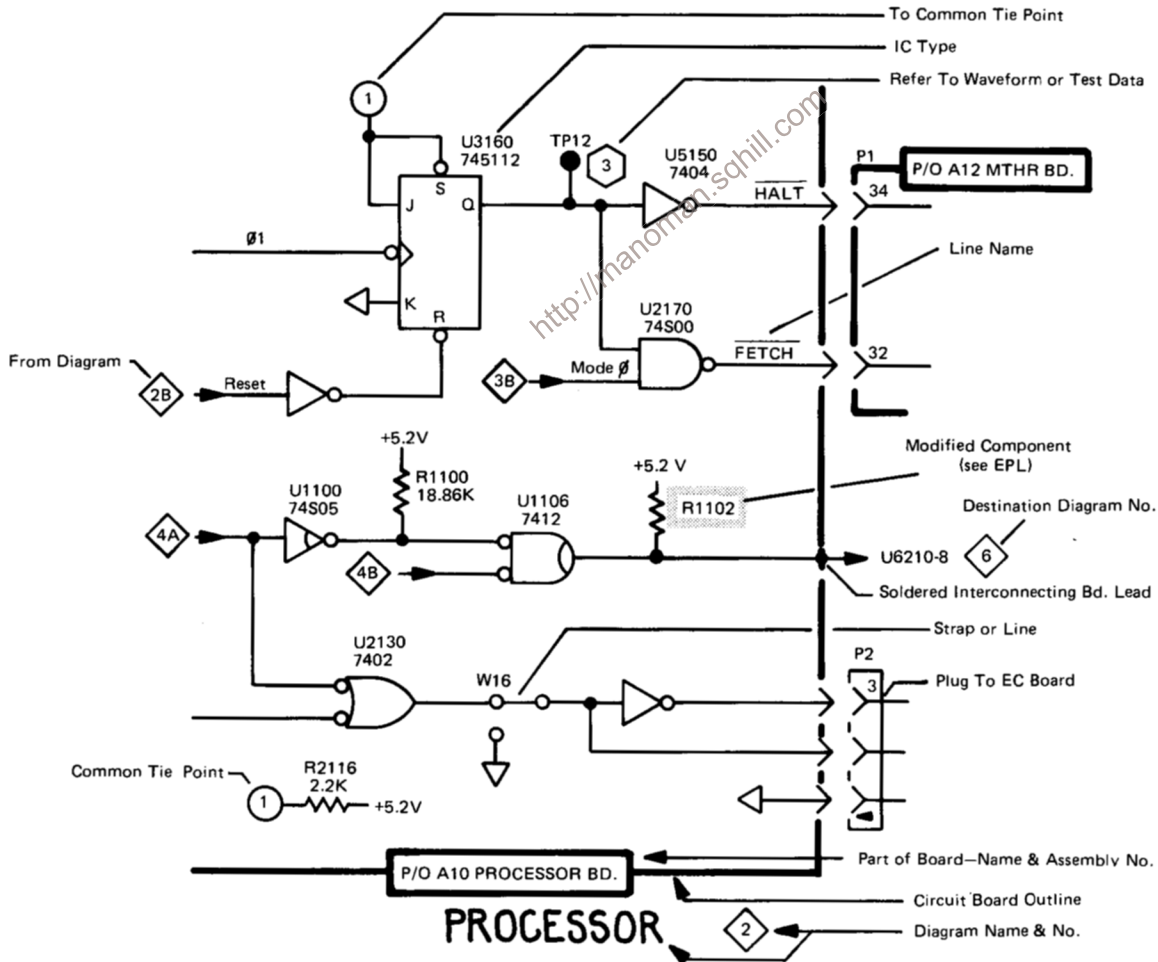 To Common Tie Point
IC Type
Refer To Waveform or Test Data
1
U3160
745112
TP12
3
U5150
7404
P1
P/O A12 MTHR BD.
S
J
Q
HALT
34
Ø1
Line Name
K
R
U2170
74S00
FETCH
32
From Diagram
2B
Reset
3B
Mode Ø
http://manoman.sqhill.com
+5.2V
R1100
18.86K
+5.2 V
R1102
Modified Component
(see EPL)
U1100
74S05
U1106
7412
Destination Diagram No.
4A
4B
U6210-8
6
Soldered Interconnecting Bd. Lead
Strap or Line
U2130
7402
W16
P2
3
Plug To EC Board
Common Tie Point
1
R2116
2.2K
+5.2V
P/O A10 PROCESSOR BD.
Part of Board—Name & Assembly No.
Circuit Board Outline
PROCESSOR
2
Diagram Name & No.